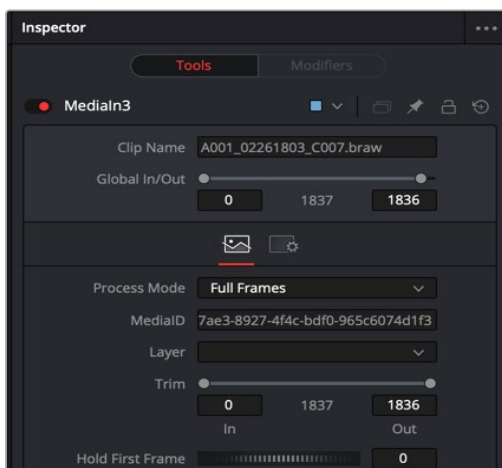 Inspector
Tools Modifiers
MediaIn3
Clip Name A001_02261803_C007.braw
Global In/Out
0 1837 1836
Process Mode Full Frames
MediaID 7ae3-8927-4f4c-bdf0-965c6074d1f3
Layer
Trim
0 1837 1836
In Out
Hold First Frame 0